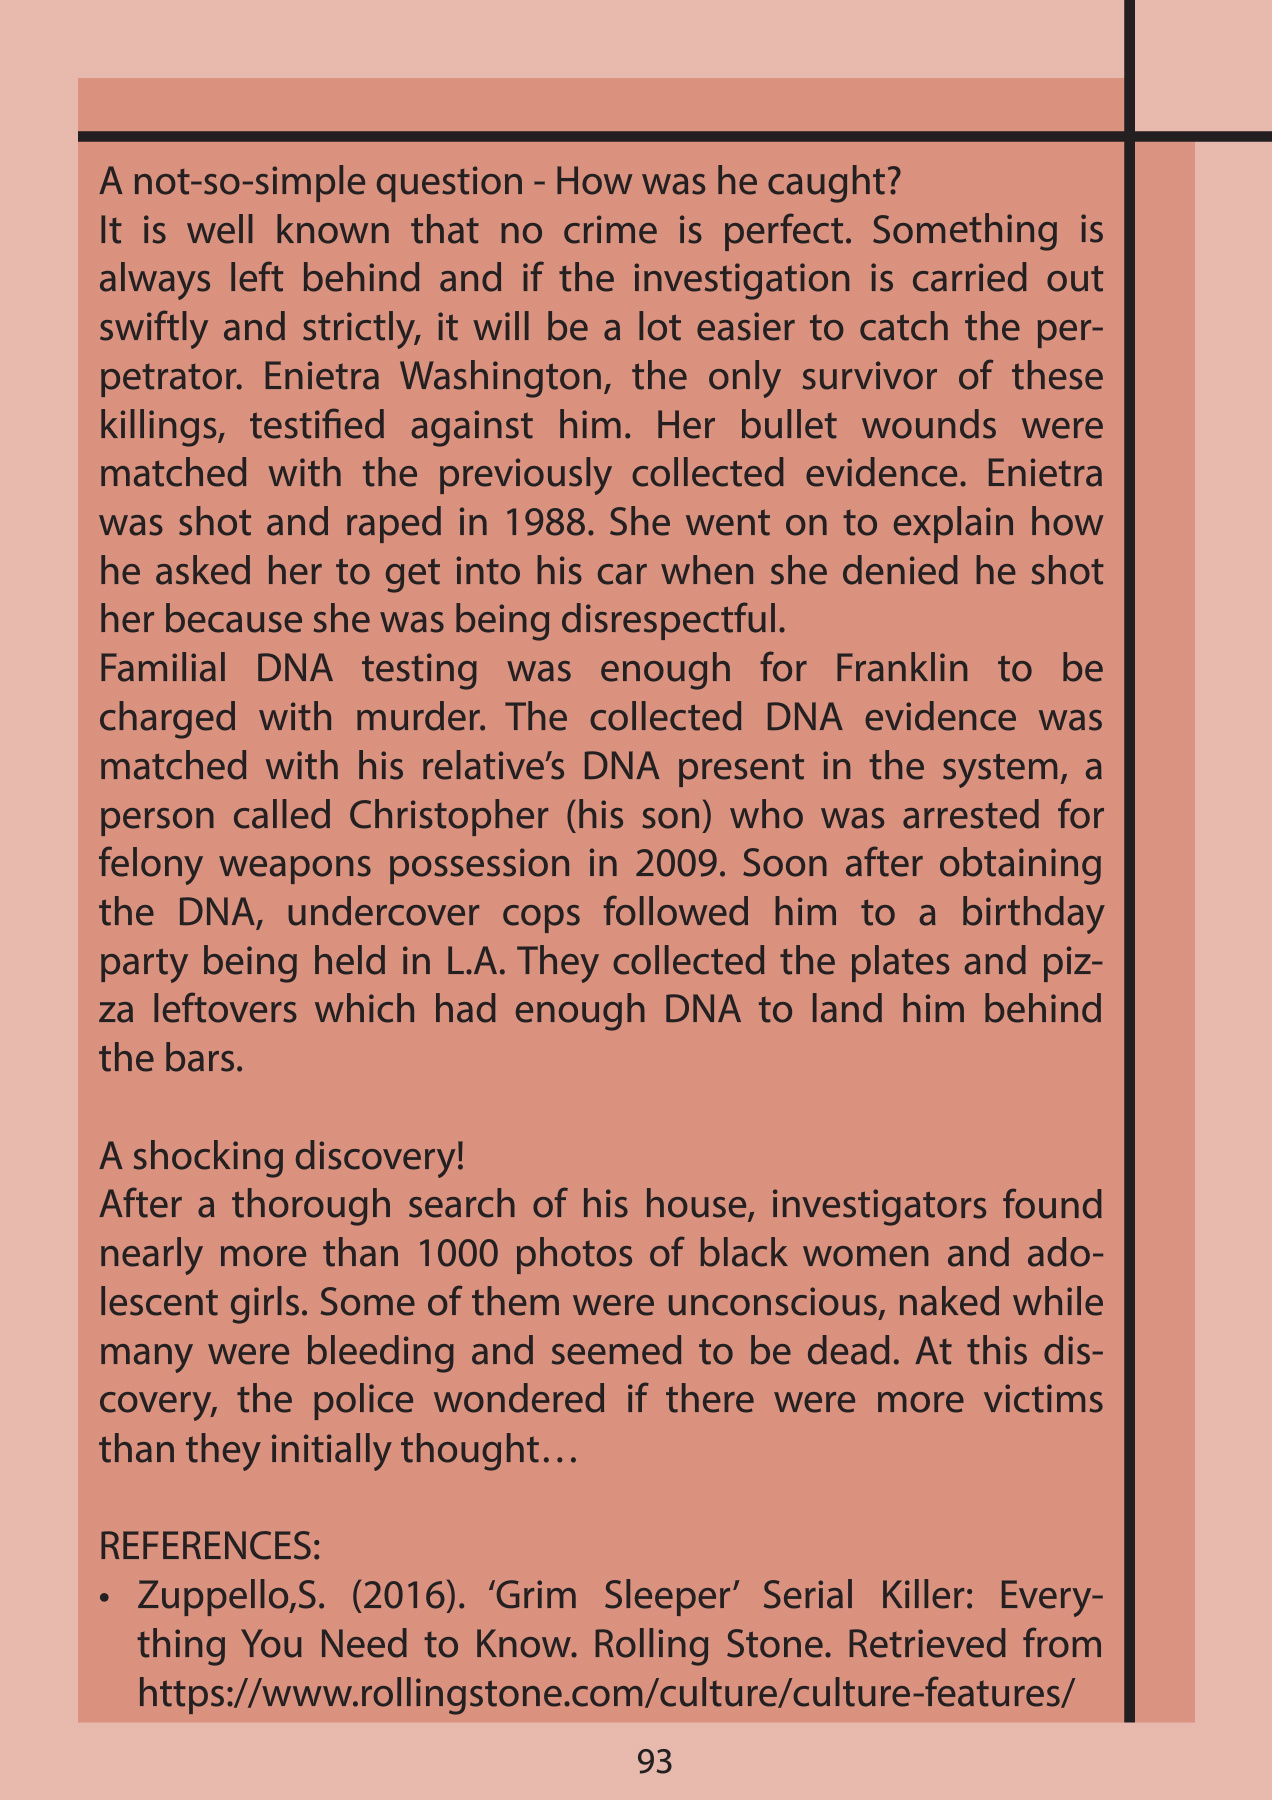 A not-so-simple question - How was he caught?
It is well known that no crime is perfect. Something is
always left behind and if the investigation is carried out
swiftly and strictly, it will be a lot easier to catch the per-
petrator. Enietra Washington, the only survivor of these
killings, testified against him. Her bullet wounds were
matched with the previously collected evidence. Enietra
was shot and raped in 1988. She went on to explain how
he asked her to get into his car when she denied he shot
her because she was being disrespectful.
Familial DNA testing was enough for Franklin to be
charged with murder. The collected DNA evidence was
matched with his relative’s DNA present in the system, a
person called Christopher (his son) who was arrested for
felony weapons possession in 2009. Soon after obtaining
the DNA, undercover cops followed him to a birthday
party being held in L.A. They collected the plates and piz-
za leftovers which had enough DNA to land him behind
the bars.
A shocking discovery!
After a thorough search of his house, investigators found
nearly more than 1000 photos of black women and ado-
lescent girls. Some of them were unconscious, naked while
many were bleeding and seemed to be dead. At this dis-
covery, the police wondered if there were more victims
than they initially thought…
REFERENCES:
• Zuppello,S. (2016). ‘Grim Sleeper’ Serial Killer: Every-
thing You Need to Know. Rolling Stone. Retrieved from
https://www.rollingstone.com/culture/culture-features/
93